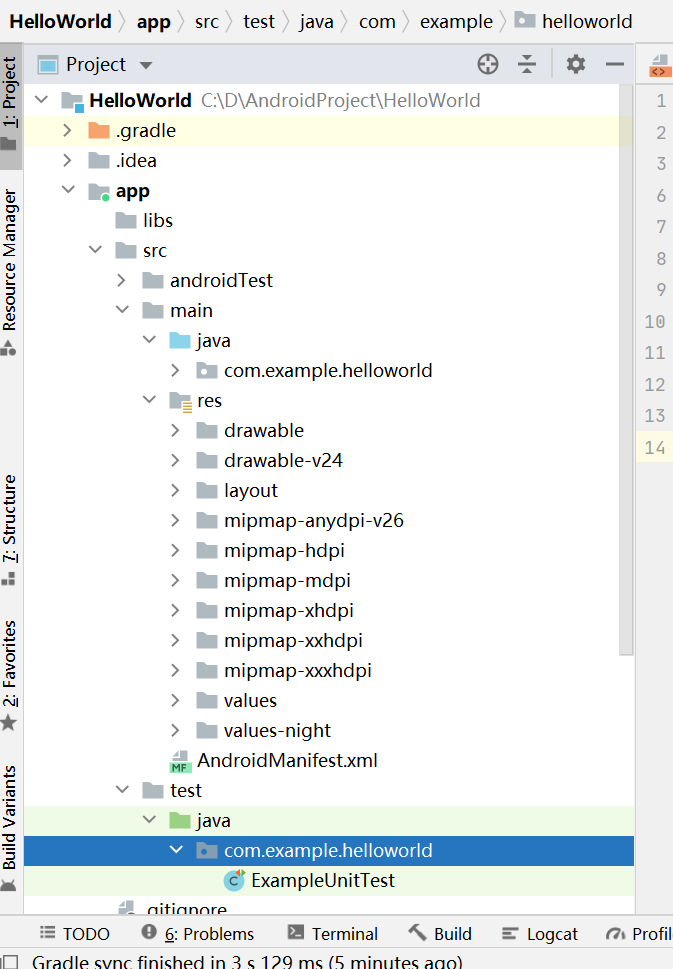 HelloWorld app src test java com example helloworld
1: Project
Resource Manager
7: Structure
2: Favorites
Build Variants
Project
HelloWorld C:\D\AndroidProject\HelloWorld
.gradle
.idea
app
libs
src
androidTest
main
java
com.example.helloworld
res
drawable
drawable-v24
layout
mipmap-anydpi-v26
mipmap-hdpi
mipmap-mdpi
mipmap-xhdpi
mipmap-xxhdpi
mipmap-xxxhdpi
values
values-night
MF AndroidManifest.xml
test
java
com.example.helloworld
C ExampleUnitTest
.gitignore
1
2
3
6
7
8
9
10
11
12
13
14
TODO 6: Problems Terminal Build Logcat Profil
Gradle sync finished in 3 s 129 ms (5 minutes ago)